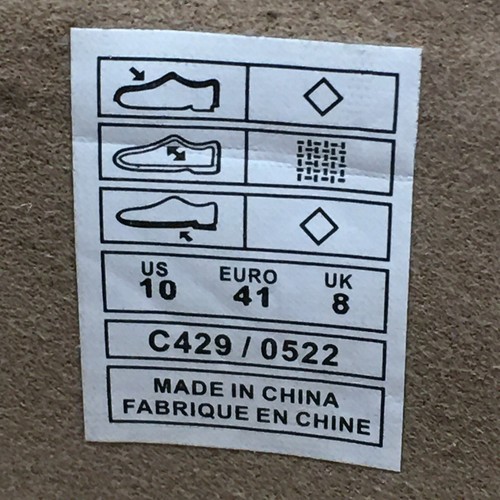 US EURO UK
10 41 8
C429 / 0522
MADE IN CHINA
FABRIQUE EN CHINE